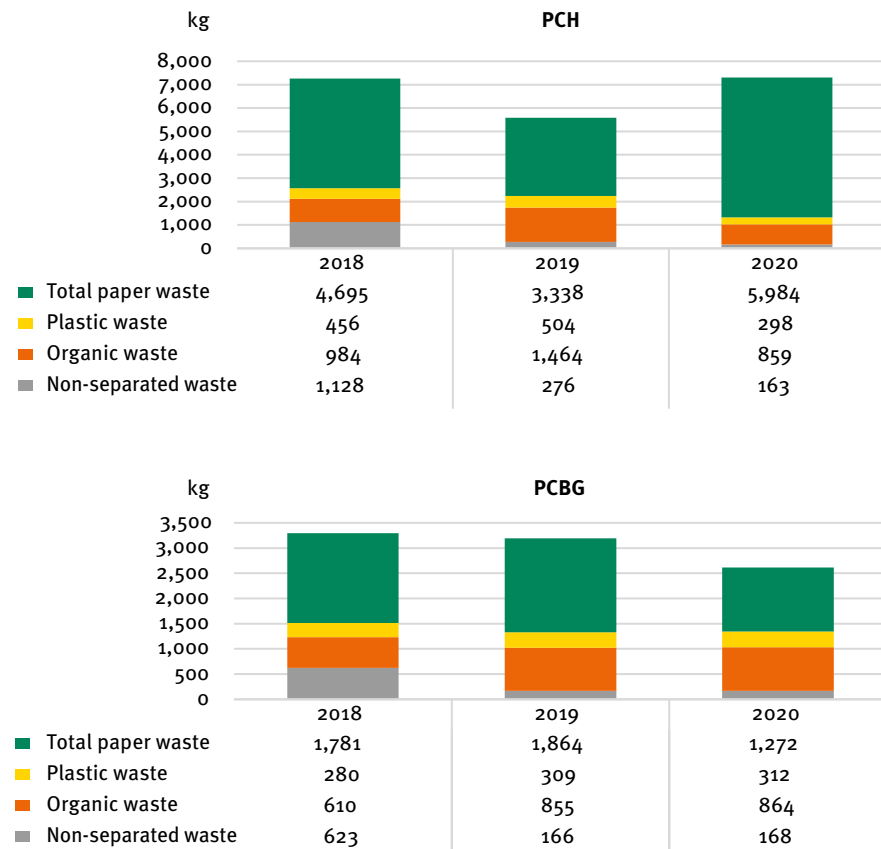 kg PCH
8,000
7,000
6,000
5,000
4,000
3,000
2,000
1,000
0
2018 2019 2020
Total paper waste 4,695 3,338 5,984
Plastic waste 456 504 298
Organic waste 984 1,464 859
Non-separated waste 1,128 276 163
kg PCBG
3,500
3,000
2,500
2,000
1,500
1,000
500
0
2018 2019 2020
Total paper waste 1,781 1,864 1,272
Plastic waste 280 309 312
Organic waste 610 855 864
Non-separated waste 623 166 168